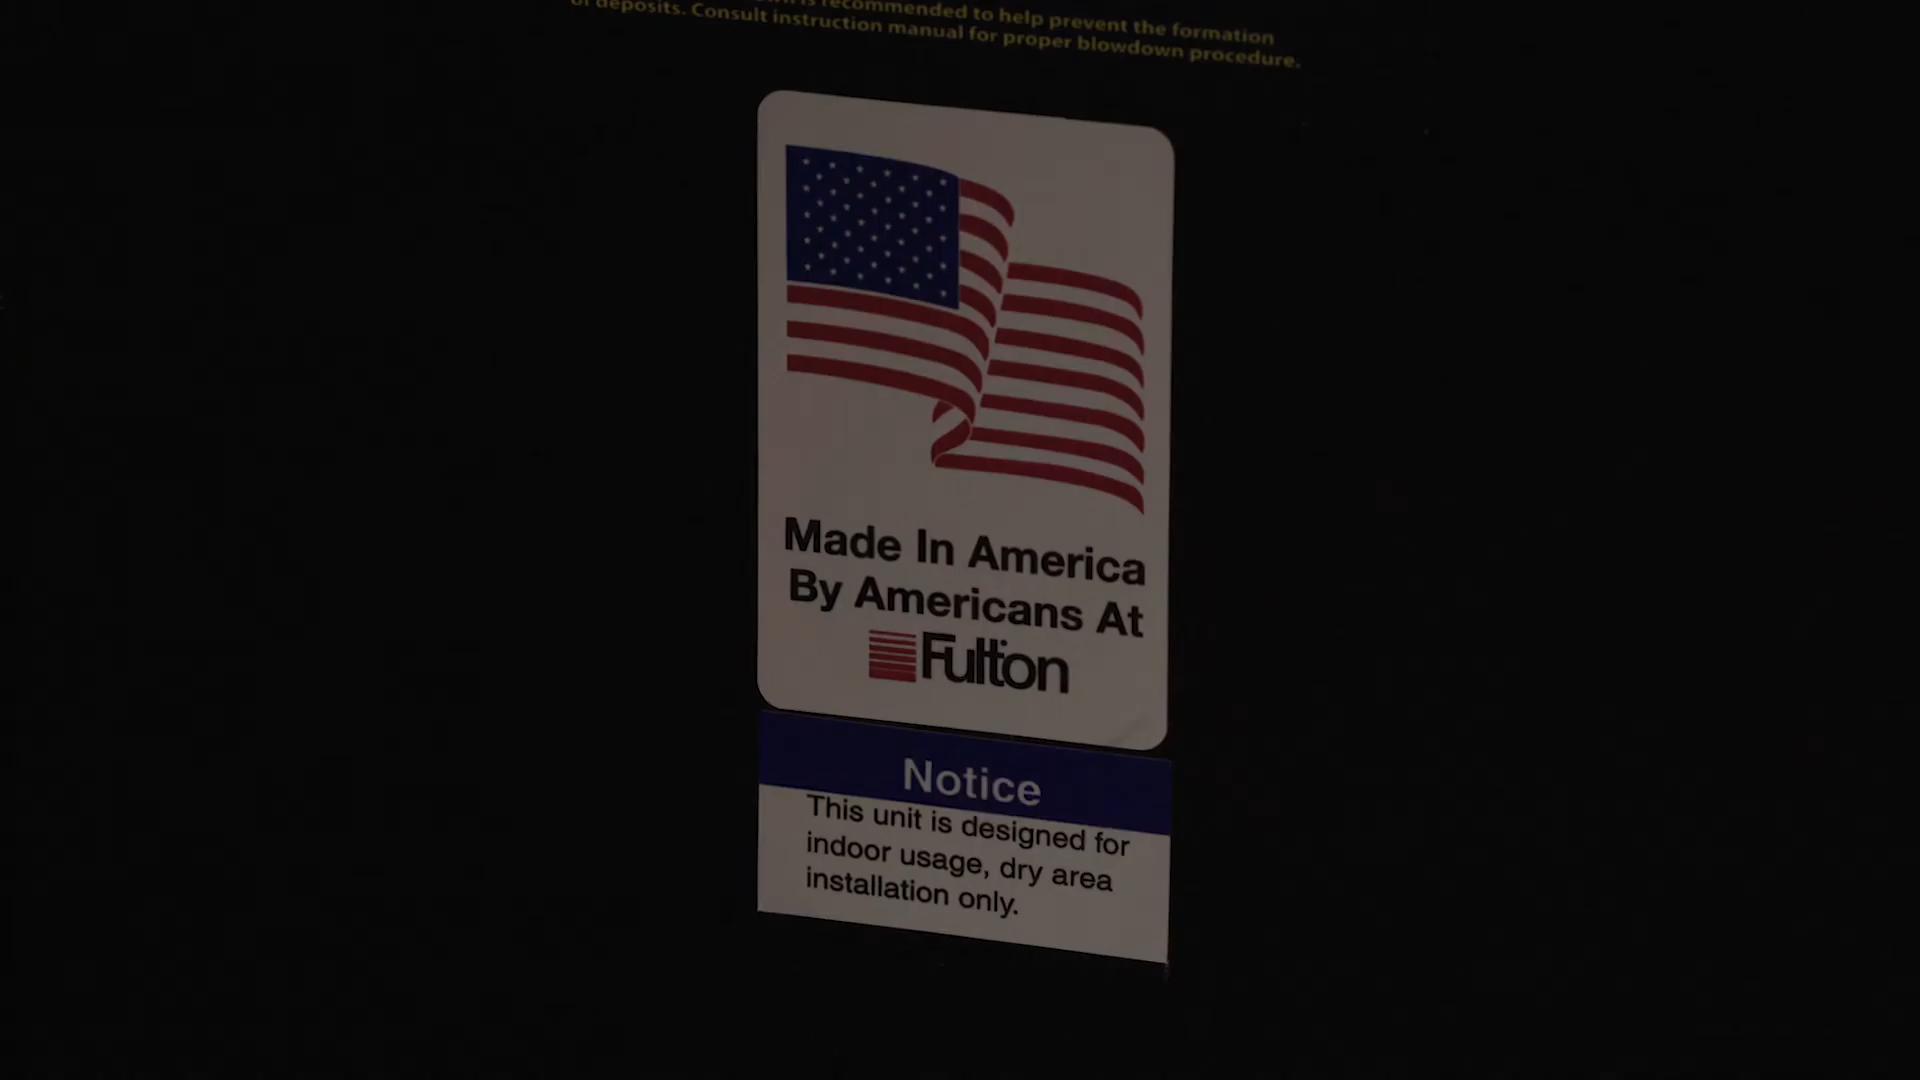 is recommended to help prevent the formation
of deposits. Consult instruction manual for proper blowdown procedure.
Made In America
By Americans At
Fulton
Notice
This unit is designed for
indoor usage, dry area
installation only.